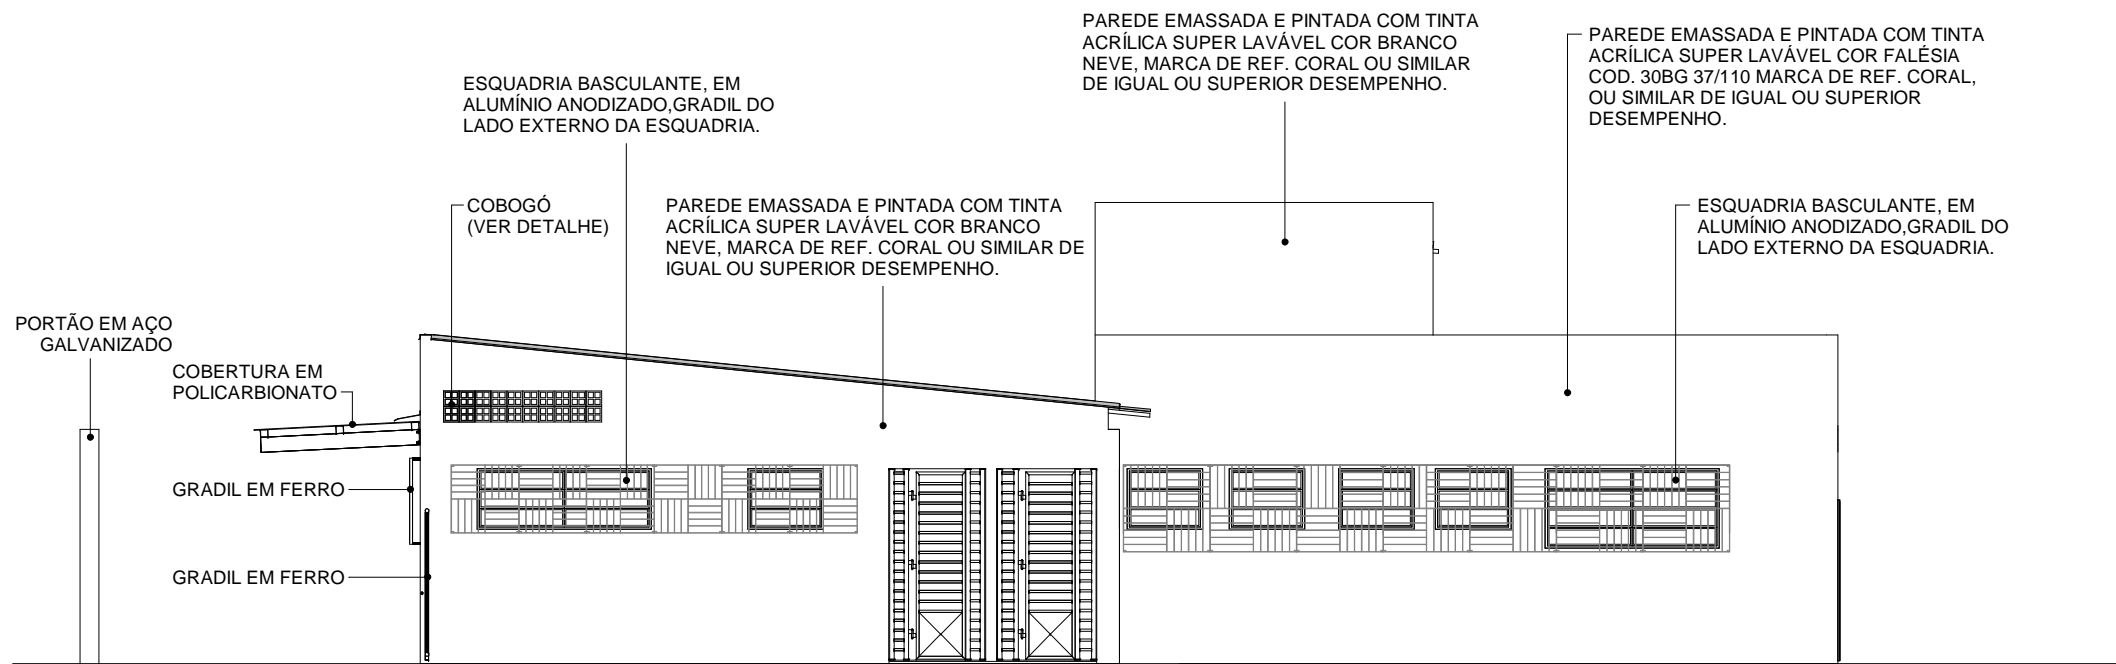 PAREDE EMASSADA E PINTADA COM TINTA
ACRÍLICA SUPER LAVÁVEL COR BRANCO
NEVE, MARCA DE REF. CORAL OU SIMILAR
DE IGUAL OU SUPERIOR DESEMPENHO.
PAREDE EMASSADA E PINTADA COM TINTA
ACRÍLICA SUPER LAVÁVEL COR FALÉSIA
COD. 30BG 37/110 MARCA DE REF. CORAL,
OU SIMILAR DE IGUAL OU SUPERIOR
DESEMPENHO.
ESQUADRIA BASCULANTE, EM
ALUMÍNIO ANODIZADO,GRADIL DO
LADO EXTERNO DA ESQUADRIA.
COBOGÓ
(VER DETALHE)
PAREDE EMASSADA E PINTADA COM TINTA
ACRÍLICA SUPER LAVÁVEL COR BRANCO
NEVE, MARCA DE REF. CORAL OU SIMILAR DE
IGUAL OU SUPERIOR DESEMPENHO.
ESQUADRIA BASCULANTE, EM
ALUMÍNIO ANODIZADO,GRADIL DO
LADO EXTERNO DA ESQUADRIA.
PORTÃO EM AÇO
GALVANIZADO
COBERTURA EM
POLICARBIONATO
GRADIL EM FERRO
GRADIL EM FERRO